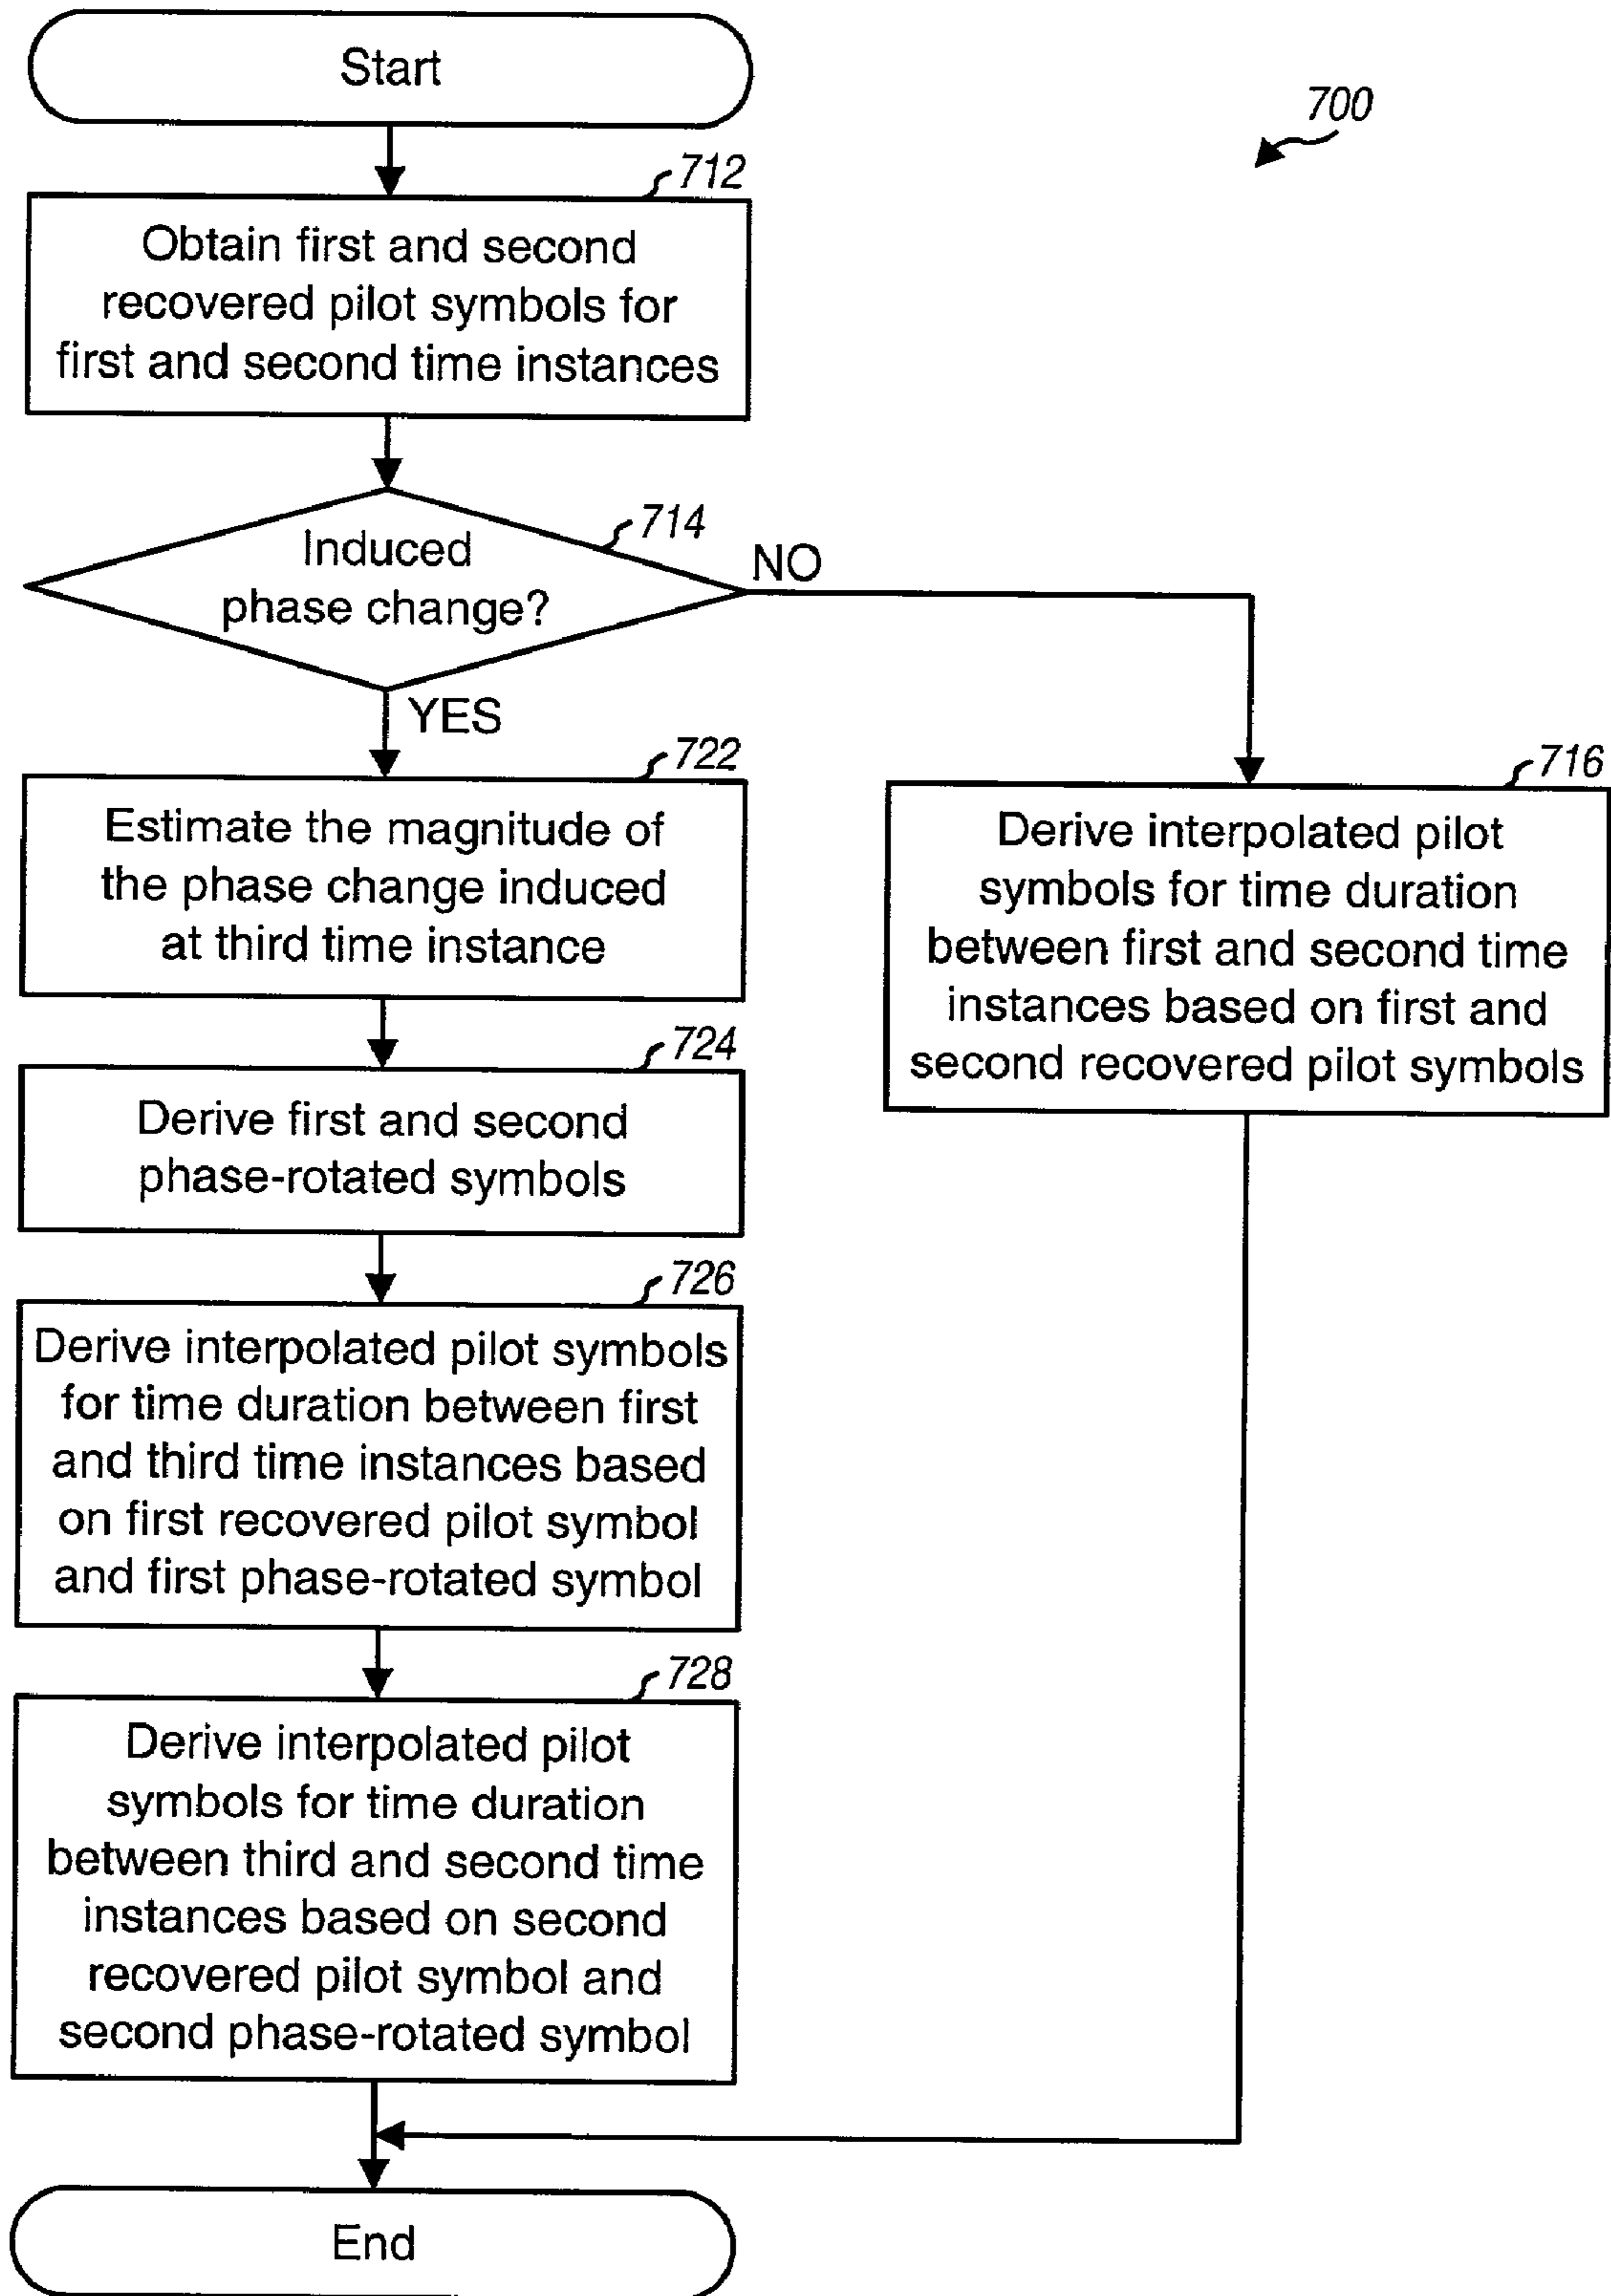 Start
700
712
Obtain first and second
recovered pilot symbols for
first and second time instances
714
Induced
phase change?
NO
YES
722
Estimate the magnitude of
the phase change induced
at third time instance
716
Derive interpolated pilot
symbols for time duration
between first and second time
instances based on first and
second recovered pilot symbols
724
Derive first and second
phase-rotated symbols
726
Derive interpolated pilot symbols
for time duration between first
and third time instances based
on first recovered pilot symbol
and first phase-rotated symbol
728
Derive interpolated pilot
symbols for time duration
between third and second time
instances based on second
recovered pilot symbol and
second phase-rotated symbol
End